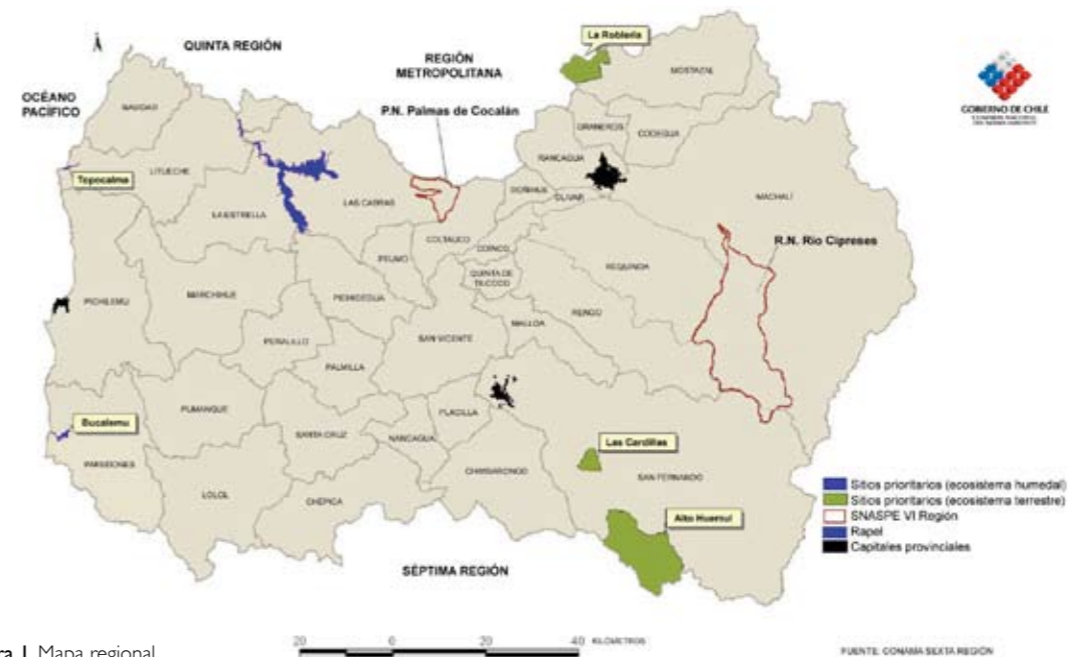 QUINTA REGIÓN
REGIÓN
METROPOLITANA
OCÉANO
PACÍFICO
P.N. Palmas de Cocalán
La Roblería
MOSTAZAL
GOBIERNO DE CHILE
NAVIDAD
GRANEROS
CODEGUA
RANCAGUA
LITUECHE
Topocalma
DOÑIHUE
OLIVAR
MACHALÍ
LA ESTRELLA
LAS CABRAS
COLTAUCO
COINCO
R.N. Río Cipreses
PEUMO
REQUINOA
QUINTA DE
TILCOCO
PICHILEMU
MARCHIHUE
PICHIDEGUA
RENGO
MALLOA
PERALILLO
SAN VICENTE
PALMILLA
PUMANQUE
PLACILLA
Bucalemu
SANTA CRUZ
NANCAGUA
Las Cardillas
PAREDONES
CHIMBARONGO
SAN FERNANDO
LOLOL
CHEPICA
Alto Huemul
SÉPTIMA REGIÓN
Sitios prioritarios (ecosistema humedal)
Sitios prioritarios (ecosistema terrestre)
SNASPE VI Región
Rapel
Capitales provinciales
20 0 20 40 KILOMETROS
FUENTE: CONAMA SEXTA REGIÓN
ra 1 Mapa regional